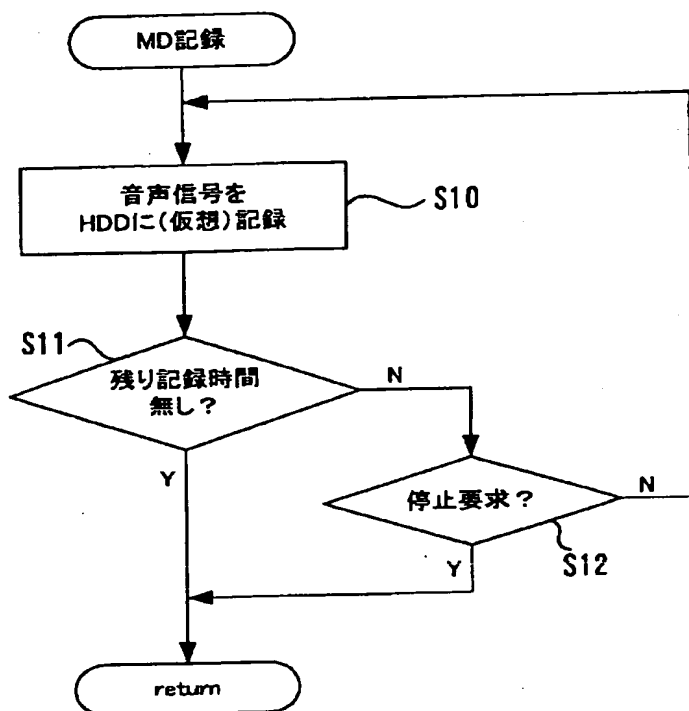 MD記録
音声信号を
HDDに(仮想)記録
S10
S11
残り記録時間
無し?
N
Y
停止要求?
N
S12
Y
return